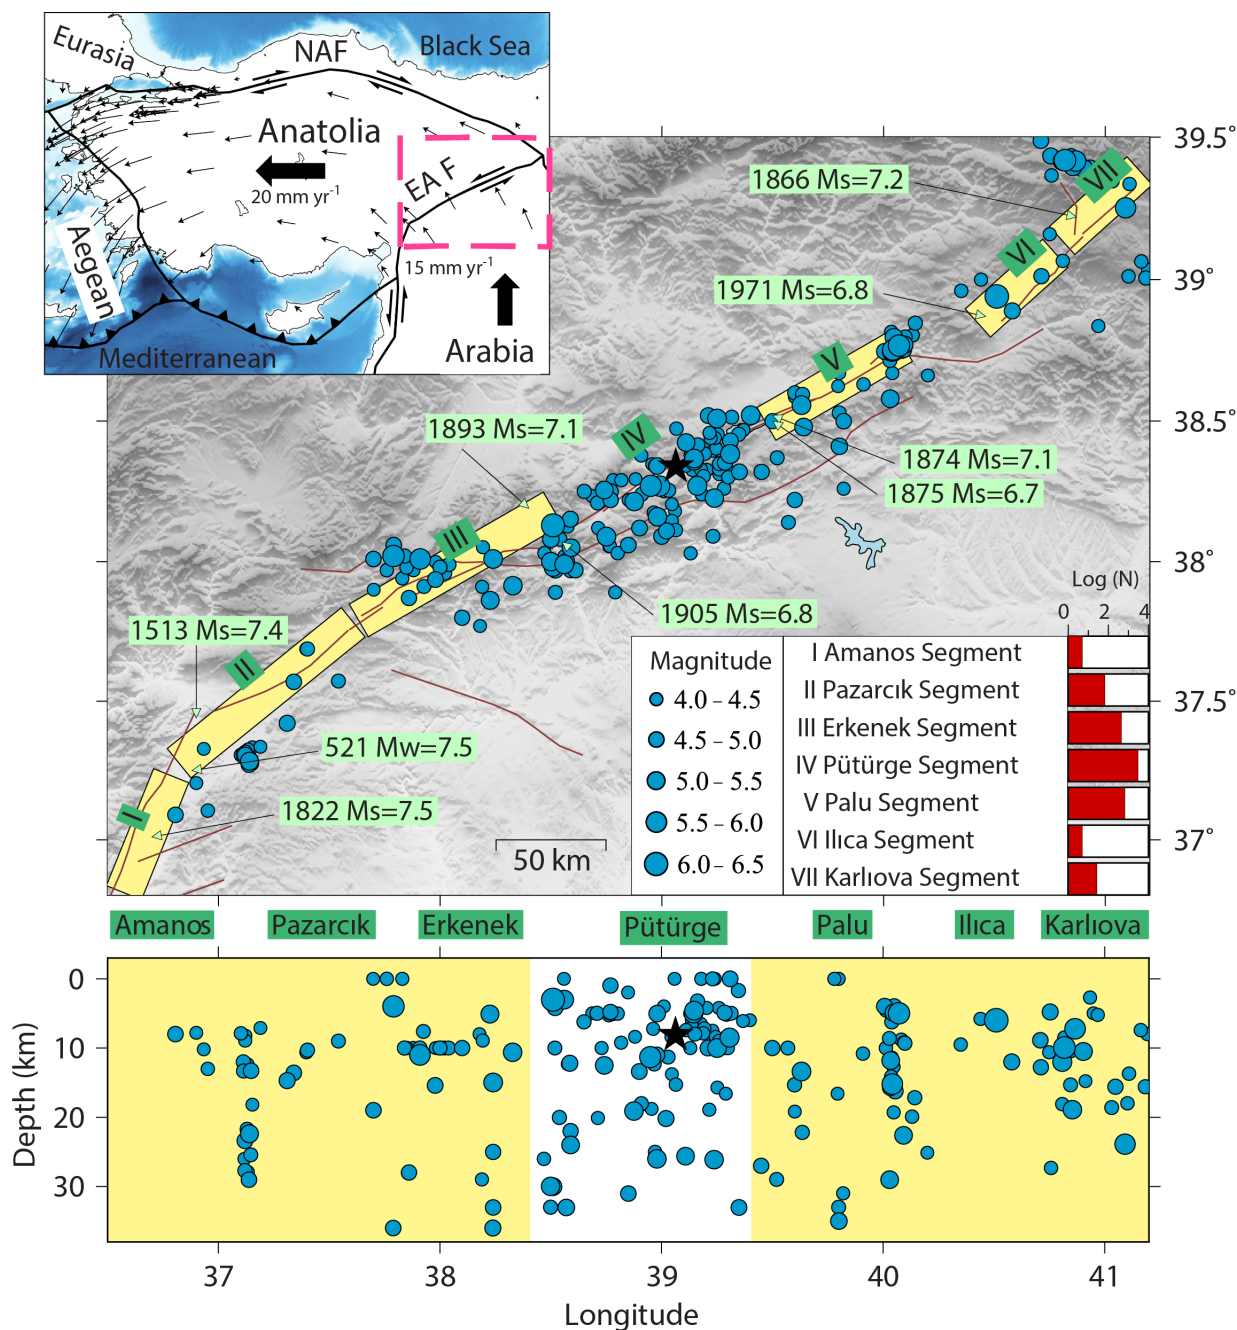 Eurasia
NAF
Black Sea
Anatolia
20 mm yr-1
EA F
Aegean
15 mm yr-1
Arabia
Mediterranean
39.5°
39°
38.5°
38°
37.5°
37°
1866 Ms=7.2
VII
VI
1971 Ms=6.8
V
1893 Ms=7.1
IV
1874 Ms=7.1
1875 Ms=6.7
III
1905 Ms=6.8
1513 Ms=7.4
II
521 Mw=7.5
1822 Ms=7.5
I
50 km
Log (N)
0 2 4
Magnitude
4.0 – 4.5
4.5 – 5.0
5.0 – 5.5
5.5 – 6.0
6.0 – 6.5
I Amanos Segment
II Pazarcık Segment
III Erkenek Segment
IV Pütürge Segment
V Palu Segment
VI Ilıca Segment
VII Karlıova Segment
Amanos Pazarcık Erkenek Pütürge Palu Ilıca Karlıova
Depth (km)
0
10
20
30
37 38 39 40 41
Longitude